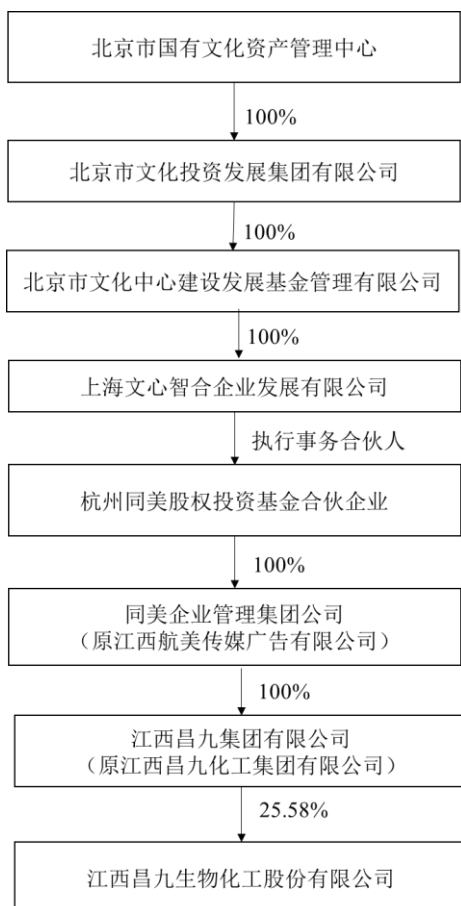 北京市国有文化资产管理中心
100%
北京市文化投资发展集团有限公司
100%
北京市文化中心建设发展基金管理有限公司
100%
上海文心智合企业发展有限公司
执行事务合伙人
杭州同美股权投资基金合伙企业
100%
同美企业管理集团公司
（原江西航美传媒广告有限公司）
100%
江西昌九集团有限公司
（原江西昌九化工集团有限公司）
25.58%
江西昌九生物化工股份有限公司